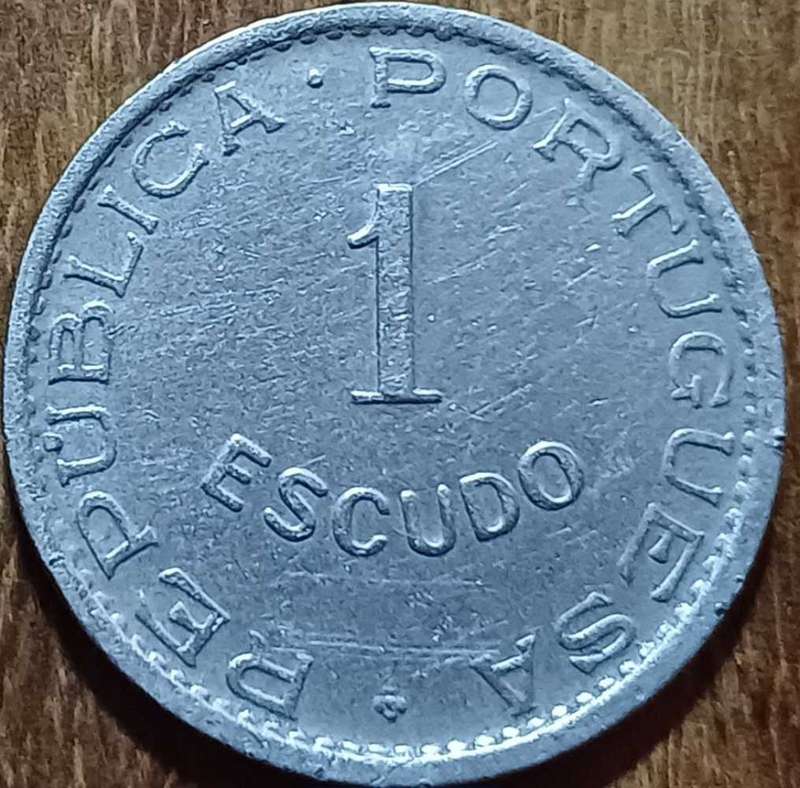 REPÚBLICA · PORTUGUESA ·
1
ESCUDO